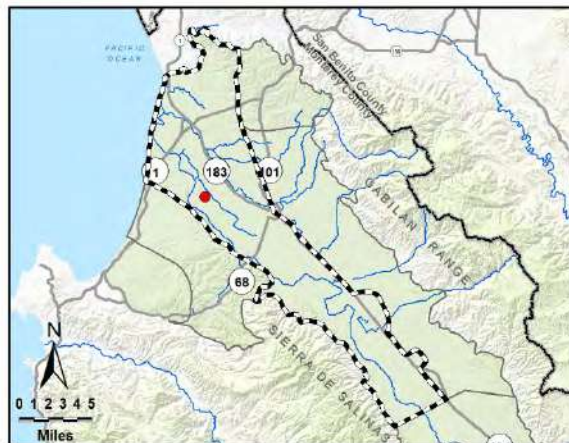 1
PACIFIC
OCEAN
San Benito County
Monterey County
1
183
101
GABILAN RANGE
68
SIERRA DE SALINAS
N
0 1 2 3 4 5
Miles